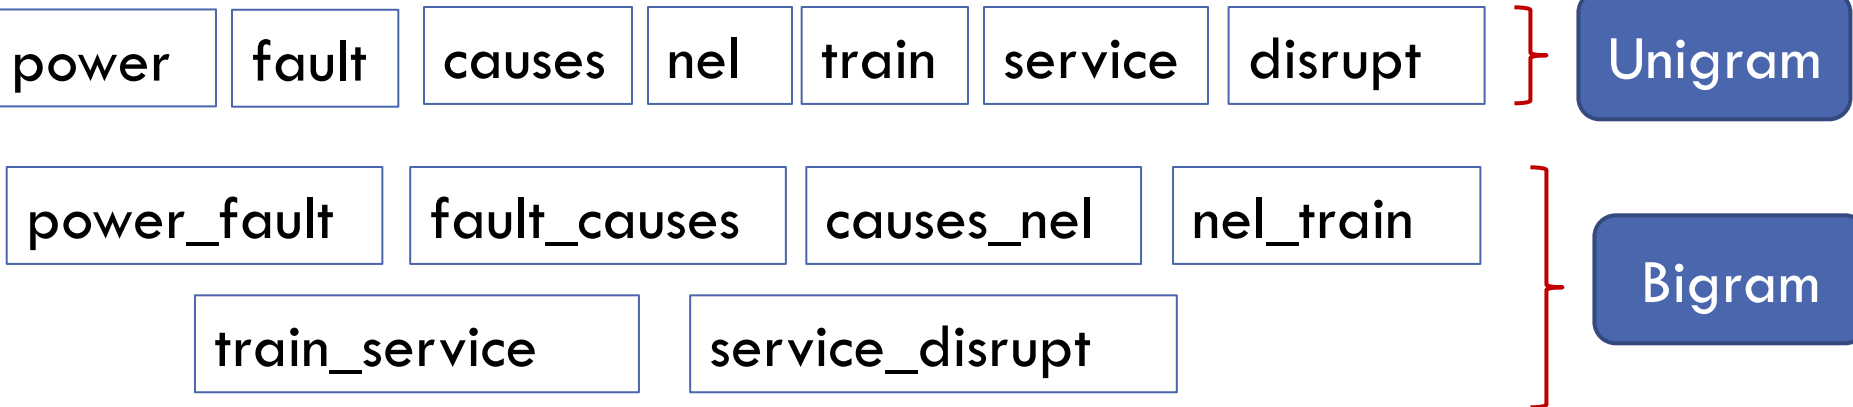 power fault causes nel train service disrupt Unigram
power_fault fault_causes causes_nel nel_train
Bigram
train_service service_disrupt